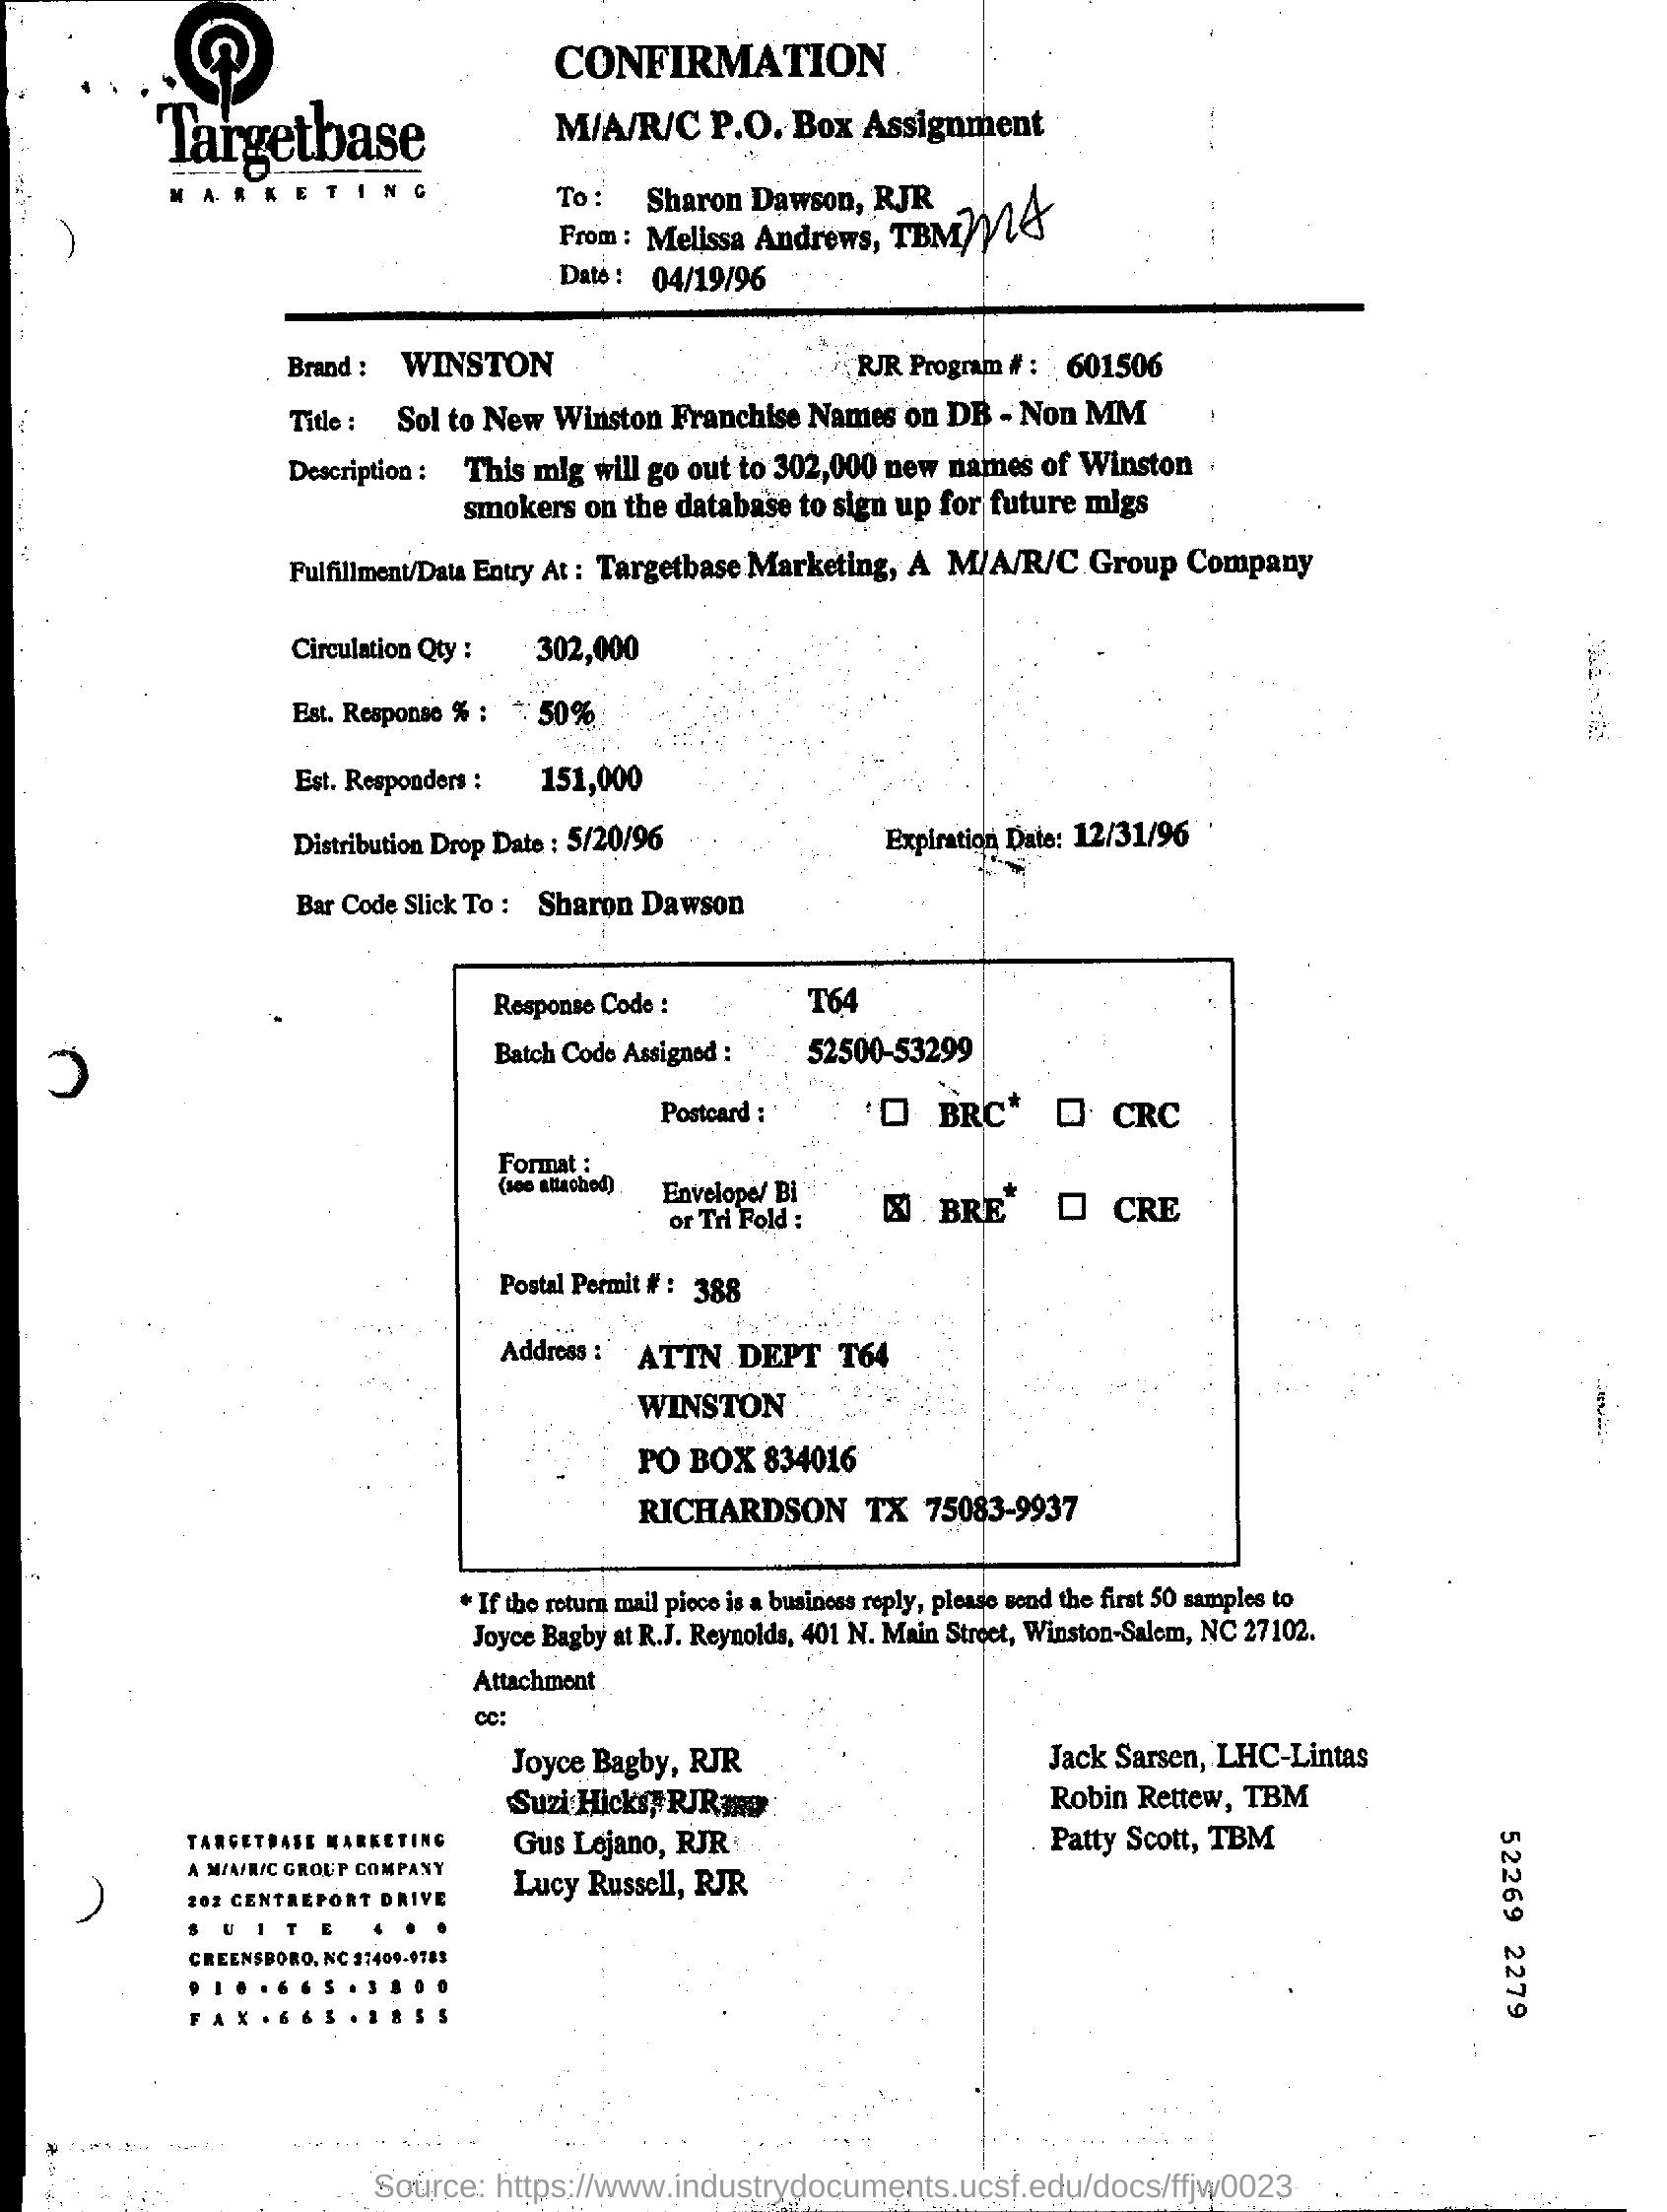 Targetbase
MARKETING
CONFIRMATION
M/A/R/C P.O. Box Assignment
To: Sharon Dawson, RJR
From: Melissa Andrews, TBM MA
Date: 04/19/96
Brand: WINSTON RJR Program #: 601506
Title: Sol to New Winston Franchise Names on DB - Non MM
Description: This mlg will go out to 302,000 new names of Winston
smokers on the database to sign up for future mlgs
Fulfillment/Data Entry At: Targetbase Marketing, A M/A/R/C Group Company
Circulation Qty: 302,000
Est. Response %: 50%
Est. Responders: 151,000
Distribution Drop Date: 5/20/96 Expiration Date: 12/31/96
Bar Code Slick To: Sharon Dawson
Response Code: T64
Batch Code Assigned: 52500-53299
Postcard: ☐ BRC* ☐ CRC
Format:
(see attached)
Envelope/ Bi
or Tri Fold: ☒ BRE* ☐ CRE
Postal Permit #: 388
Address: ATTN DEPT T64
WINSTON
PO BOX 834016
RICHARDSON TX 75083-9937
* If the return mail piece is a business reply, please send the first 50 samples to
Joyce Bagby at R.J. Reynolds, 401 N. Main Street, Winston-Salem, NC 27102.
Attachment
cc:
Joyce Bagby, RJR
Suzi Hicks, RJR
Gus Lejano, RJR
Lucy Russell, RJR
Jack Sarsen, LHC-Lintas
Robin Rettew, TBM
Patty Scott, TBM
TARGETBASE MARKETING
A M/A/R/C GROUP COMPANY
202 CENTREPORT DRIVE
SUITE 400
GREENSBORO, NC 27409-9783
910.665.3800
FAX.665.3855
52269 2279
Source: https://www.industrydocuments.ucsf.edu/docs/ffjw0023